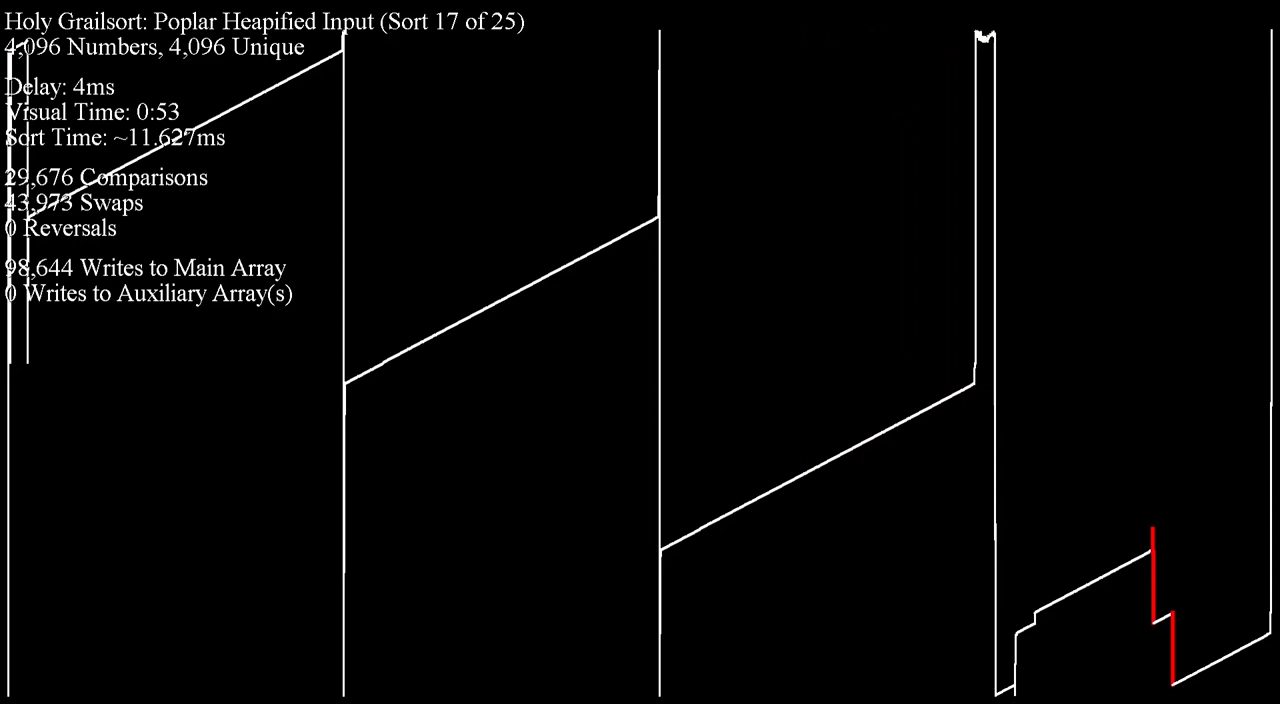 Holy Grailsort: Poplar Heapified Input (Sort 17 of 25)
4,096 Numbers, 4,096 Unique
Delay: 4ms
Visual Time: 0:53
Sort Time: ~11.627ms
29,676 Comparisons
43,973 Swaps
0 Reversals
98,644 Writes to Main Array
0 Writes to Auxiliary Array(s)